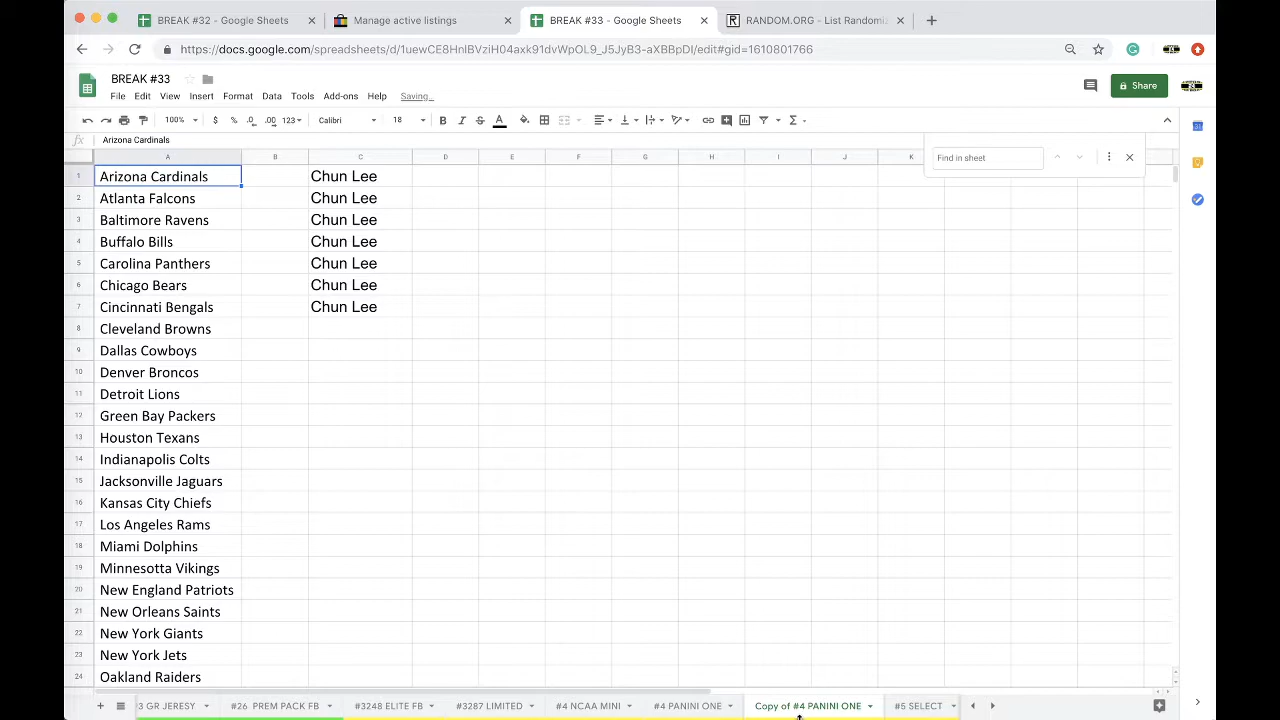 BREAK #32 - Google Sheets
Manage active listings
BREAK #33 - Google Sheets
RANDOM.ORG - List Randomiz
https://docs.google.com/spreadsheets/d/1uewCE8HnlBVziH04axk91dvWpOL9_J5JyB3-aXBBpDI/edit#gid=1610601766
BREAK #33
File Edit View Insert Format Data Tools Add-ons Help Saving...
Share
100% $ % .0 .00 123 Calibri 18 B I S A
fx Arizona Cardinals
Find in sheet
A B C D E F G H I J K
1 Arizona Cardinals Chun Lee
2 Atlanta Falcons Chun Lee
3 Baltimore Ravens Chun Lee
4 Buffalo Bills Chun Lee
5 Carolina Panthers Chun Lee
6 Chicago Bears Chun Lee
7 Cincinnati Bengals Chun Lee
8 Cleveland Browns
9 Dallas Cowboys
10 Denver Broncos
11 Detroit Lions
12 Green Bay Packers
13 Houston Texans
14 Indianapolis Colts
15 Jacksonville Jaguars
16 Kansas City Chiefs
17 Los Angeles Rams
18 Miami Dolphins
19 Minnesota Vikings
20 New England Patriots
21 New Orleans Saints
22 New York Giants
23 New York Jets
24 Oakland Raiders
3 GR JERESY #26 PREM PACK FB #3248 ELITE FB 87 LIMITED #4 NCAA MINI #4 PANINI ONE Copy of #4 PANINI ONE #5 SELECT